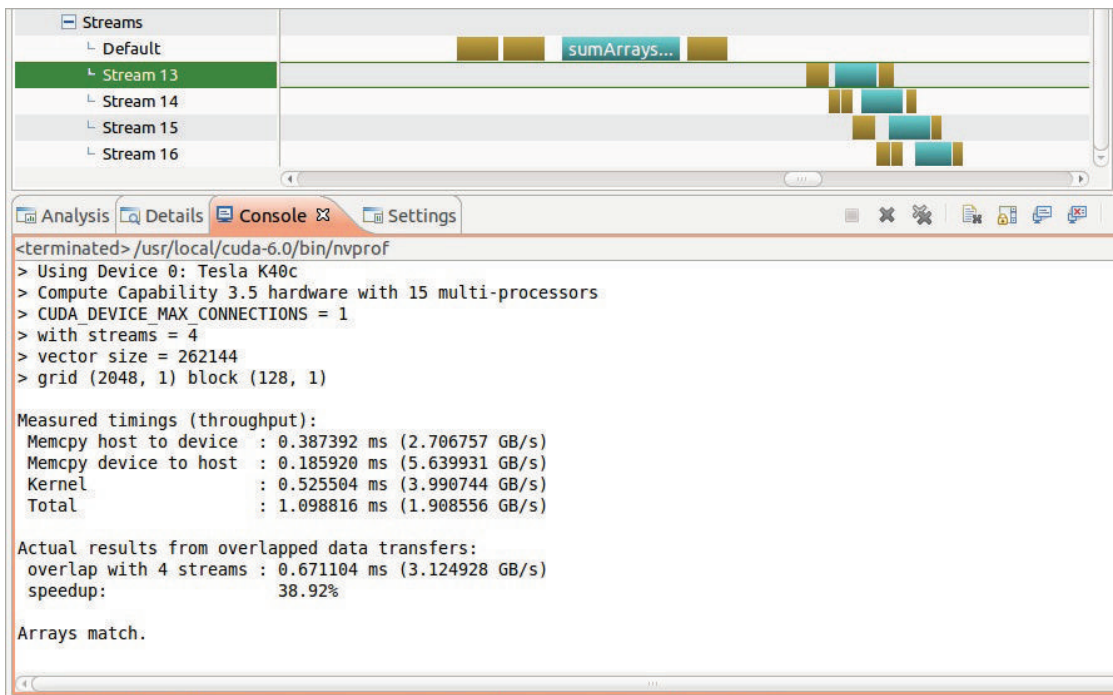 Streams
Default
sumArrays...
Stream 13
Stream 14
Stream 15
Stream 16
Analysis Details Console Settings
<terminated> /usr/local/cuda-6.0/bin/nvprof
> Using Device 0: Tesla K40c
> Compute Capability 3.5 hardware with 15 multi-processors
> CUDA_DEVICE_MAX_CONNECTIONS = 1
> with streams = 4
> vector size = 262144
> grid (2048, 1) block (128, 1)
Measured timings (throughput):
Memcpy host to device : 0.387392 ms (2.706757 GB/s)
Memcpy device to host : 0.185920 ms (5.639931 GB/s)
Kernel : 0.525504 ms (3.990744 GB/s)
Total : 1.098816 ms (1.908556 GB/s)
Actual results from overlapped data transfers:
overlap with 4 streams : 0.671104 ms (3.124928 GB/s)
speedup: 38.92%
Arrays match.